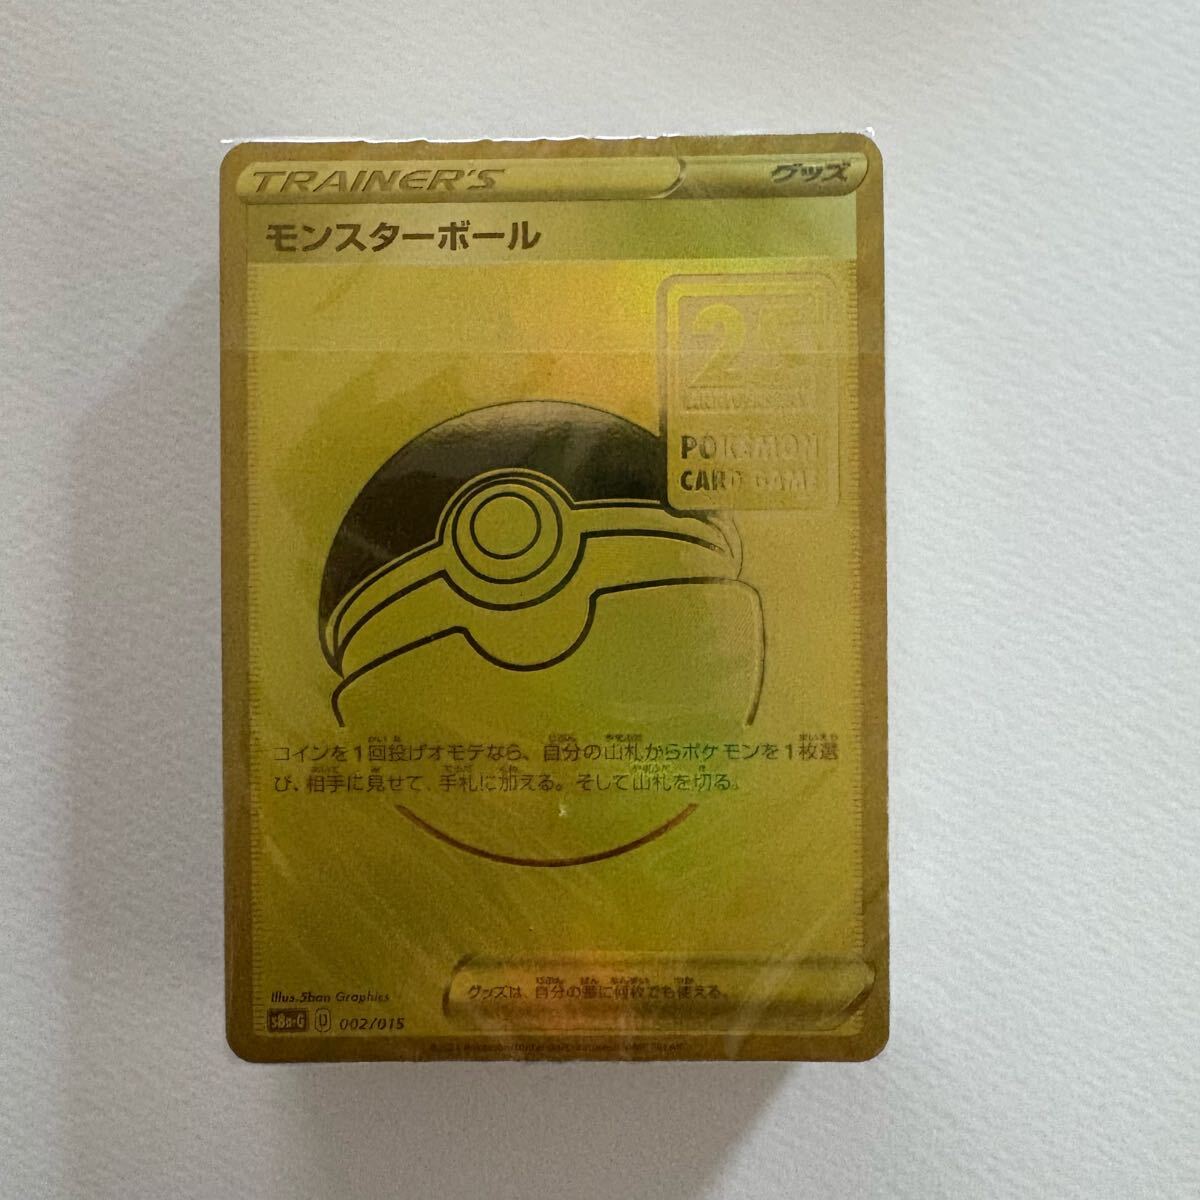 TRAINER'S グッズ
モンスターボール
25
ANNIVERSARY
POKÉMON
CARD GAME
コインを1回投げオモテなら、自分の山札からポケモンを1枚選
び、相手に見せて、手札に加える。そして山札を切る。
グッズは、自分の番に何枚でも使える。
Illus. 5ban Graphics
s8a-G D 002/015